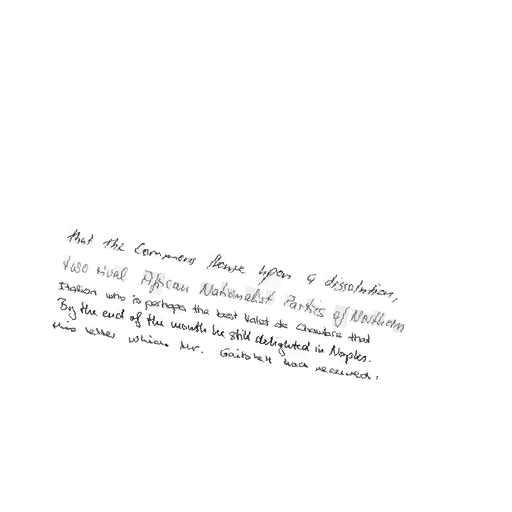 that the Commons House upon a dissolution,
two rival African Nationalist Parties of Northern
Italian who is perhaps the best Valet de Chambre that
By the end of the month he still delighted in Naples.
this letter which Mr. Gaitskell had received.